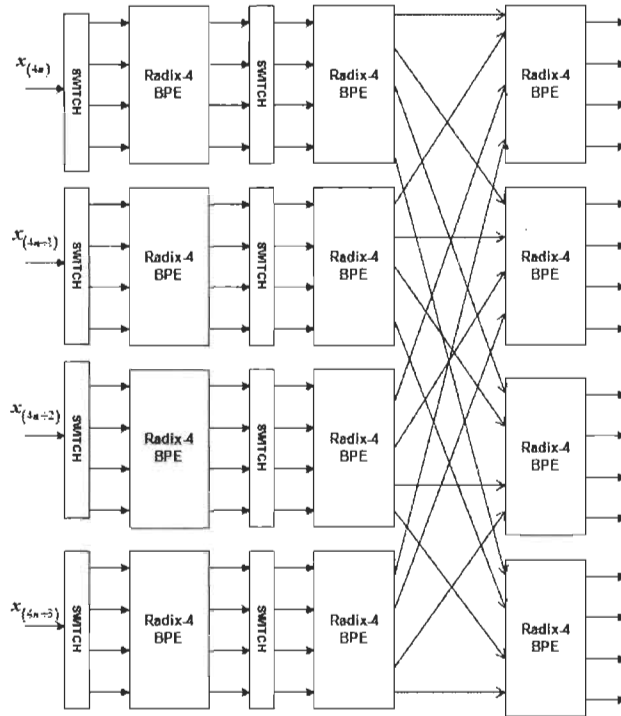 x(4n)
SWITCH
Radix-4
BPE
SWITCH
Radix-4
BPE
Radix-4
BPE
x(4n+1)
SWITCH
Radix-4
BPE
SWITCH
Radix-4
BPE
Radix-4
BPE
x(4n+2)
SWITCH
Radix-4
BPE
SWITCH
Radix-4
BPE
Radix-4
BPE
x(4n+3)
SWITCH
Radix-4
BPE
SWITCH
Radix-4
BPE
Radix-4
BPE